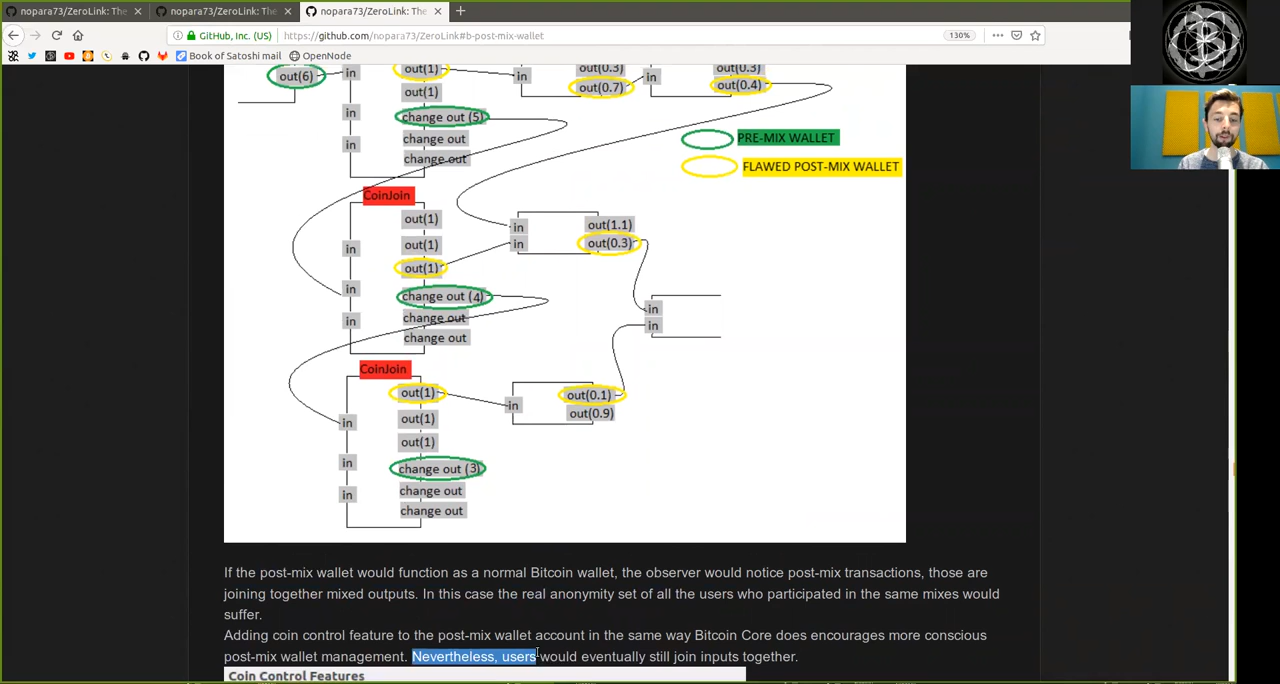 nopara73/ZeroLink: The
nopara73/ZeroLink: The
nopara73/ZeroLink: The
GitHub, Inc. (US)
https://github.com/nopara73/ZeroLink#b-post-mix-wallet
130%
Book of Satoshi mail
OpenNode
out(6)
in
out(1)
in
out(0.3)
in
out(0.3)
out(1)
out(0.7)
out(0.4)
in
change out (5)
in
change out
change out
PRE-MIX WALLET
FLAWED POST-MIX WALLET
CoinJoin
out(1)
in
out(1.1)
in
out(1)
in
out(0.3)
out(1)
in
change out (4)
in
in
change out
in
change out
CoinJoin
out(1)
in
out(0.1)
in
out(1)
out(0.9)
out(1)
in
change out (3)
in
change out
change out
If the post-mix wallet would function as a normal Bitcoin wallet, the observer would notice post-mix transactions, those are
joining together mixed outputs. In this case the real anonymity set of all the users who participated in the same mixes would
suffer.
Adding coin control feature to the post-mix wallet account in the same way Bitcoin Core does encourages more conscious
post-mix wallet management. Nevertheless, users would eventually still join inputs together.
Coin Control Features